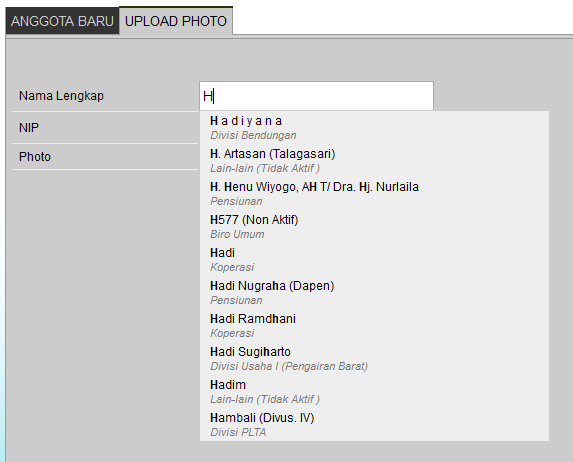 ANGGOTA BARU UPLOAD PHOTO
Nama Lengkap H
NIP
Photo
H a d i y a n a
Divisi Bendungan
H. Artasan (Talagasari)
Lain-lain (Tidak Aktif )
H. Henu Wiyogo, AH T/ Dra. Hj. Nurlaila
Pensiunan
H577 (Non Aktif)
Biro Umum
Hadi
Koperasi
Hadi Nugraha (Dapen)
Pensiunan
Hadi Ramdhani
Koperasi
Hadi Sugiharto
Divisi Usaha I (Pengairan Barat)
Hadim
Lain-lain (Tidak Aktif )
Hambali (Divus. IV)
Divisi PLTA